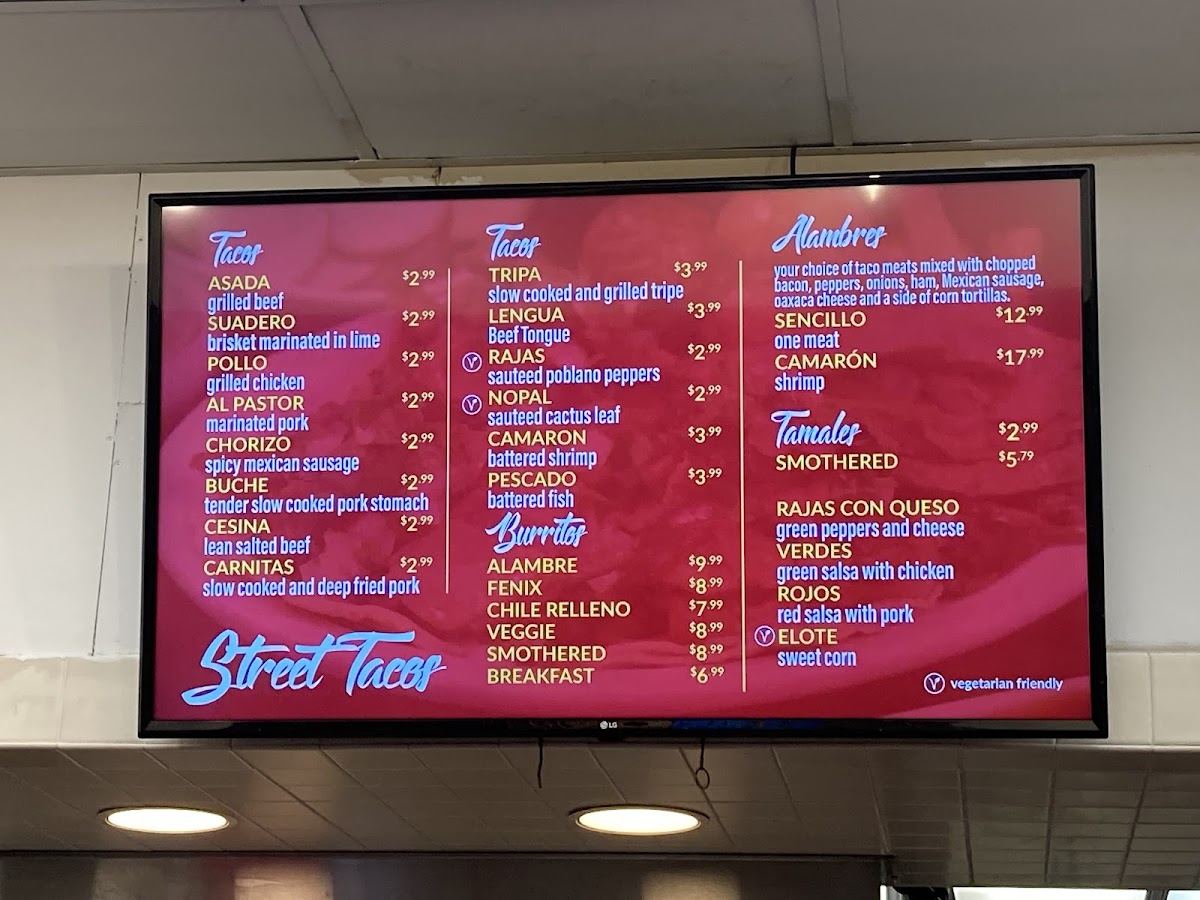 Tacos
ASADA $2.99
grilled beef
SUADERO $2.99
brisket marinated in lime
POLLO $2.99
grilled chicken
AL PASTOR $2.99
marinated pork
CHORIZO $2.99
spicy mexican sausage
BUCHE $2.99
tender slow cooked pork stomach
CESINA $2.99
lean salted beef
CARNITAS $2.99
slow cooked and deep fried pork
Street Tacos
Tacos
TRIPA $3.99
slow cooked and grilled tripe
LENGUA $3.99
Beef Tongue
V RAJAS $2.99
sauteed poblano peppers
V NOPAL $2.99
sauteed cactus leaf
CAMARON $3.99
battered shrimp
PESCADO $3.99
battered fish
Burritos
ALAMBRE $9.99
FENIX $8.99
CHILE RELLENO $7.99
VEGGIE $8.99
SMOTHERED $8.99
BREAKFAST $6.99
Alambres
your choice of taco meats mixed with chopped
bacon, peppers, onions, ham, Mexican sausage,
oaxaca cheese and a side of corn tortillas.
SENCILLO $12.99
one meat
CAMARÓN $17.99
shrimp
Tamales $2.99
SMOTHERED $5.79
RAJAS CON QUESO
green peppers and cheese
VERDES
green salsa with chicken
ROJOS
red salsa with pork
V ELOTE
sweet corn
V vegetarian friendly
LG